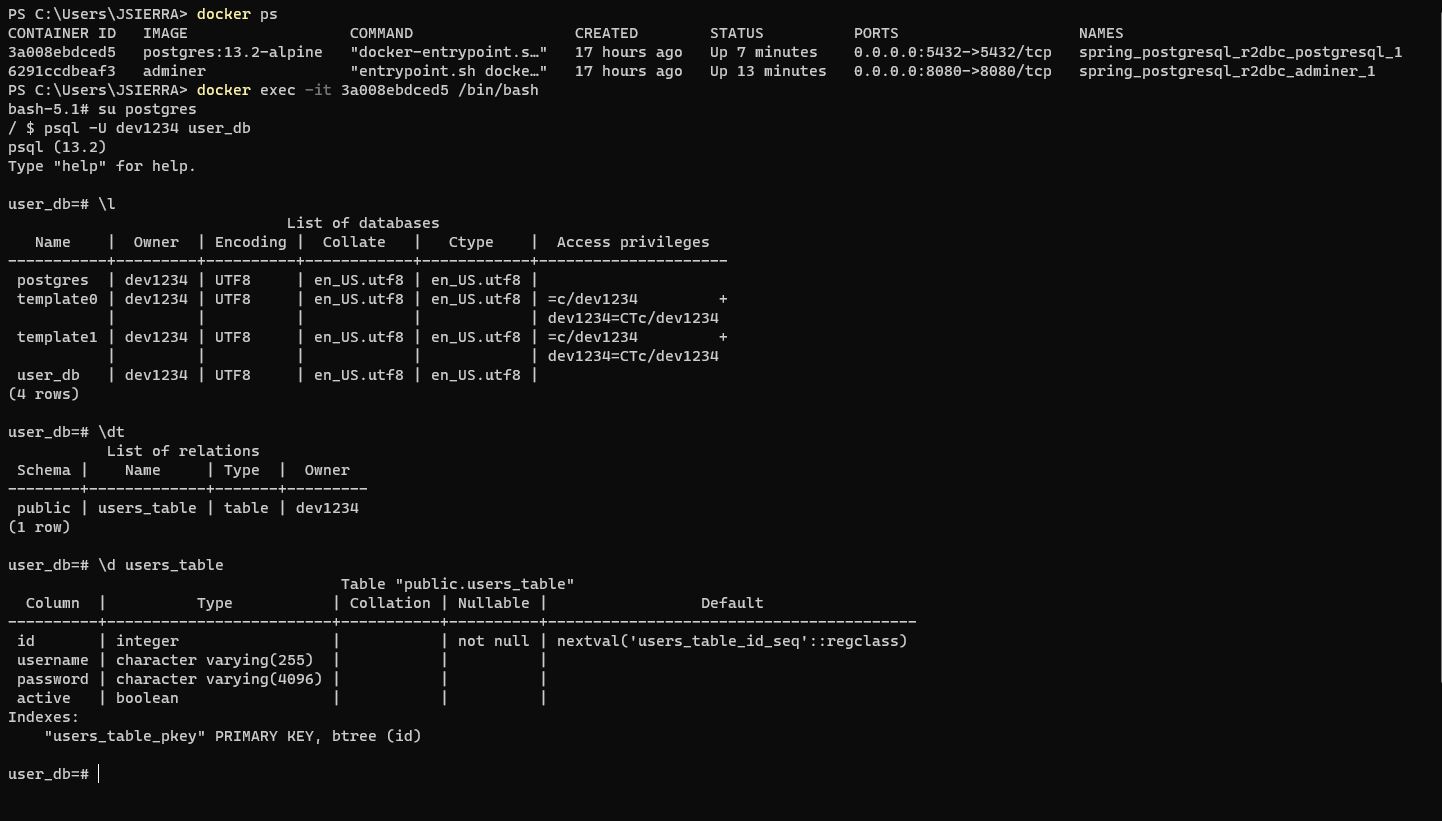 PS C:\Users\JSIERRA> docker ps
CONTAINER ID   IMAGE                  COMMAND                  CREATED        STATUS          PORTS                    NAMES
3a008ebdced5   postgres:13.2-alpine   "docker-entrypoint.s…"   17 hours ago   Up 7 minutes    0.0.0.0:5432->5432/tcp   spring_postgresql_r2dbc_postgresql_1
6291ccdbeaf3   adminer                "entrypoint.sh docke…"   17 hours ago   Up 13 minutes   0.0.0.0:8080->8080/tcp   spring_postgresql_r2dbc_adminer_1
PS C:\Users\JSIERRA> docker exec -it 3a008ebdced5 /bin/bash
bash-5.1# su postgres
/ $ psql -U dev1234 user_db
psql (13.2)
Type "help" for help.

user_db=# \l
                               List of databases
   Name    |  Owner  | Encoding |  Collate   |   Ctype    |  Access privileges
-----------+---------+----------+------------+------------+---------------------
 postgres  | dev1234 | UTF8     | en_US.utf8 | en_US.utf8 |
 template0 | dev1234 | UTF8     | en_US.utf8 | en_US.utf8 | =c/dev1234         +
           |         |          |            |            | dev1234=CTc/dev1234
 template1 | dev1234 | UTF8     | en_US.utf8 | en_US.utf8 | =c/dev1234         +
           |         |          |            |            | dev1234=CTc/dev1234
 user_db   | dev1234 | UTF8     | en_US.utf8 | en_US.utf8 |
(4 rows)

user_db=# \dt
           List of relations
 Schema |    Name     | Type  |  Owner
--------+-------------+-------+---------
 public | users_table | table | dev1234
(1 row)

user_db=# \d users_table
                                     Table "public.users_table"
  Column  |          Type           | Collation | Nullable |                 Default
----------+-------------------------+-----------+----------+-----------------------------------------
 id       | integer                 |           | not null | nextval('users_table_id_seq'::regclass)
 username | character varying(255)  |           |          |
 password | character varying(4096) |           |          |
 active   | boolean                 |           |          |
Indexes:
    "users_table_pkey" PRIMARY KEY, btree (id)

user_db=#